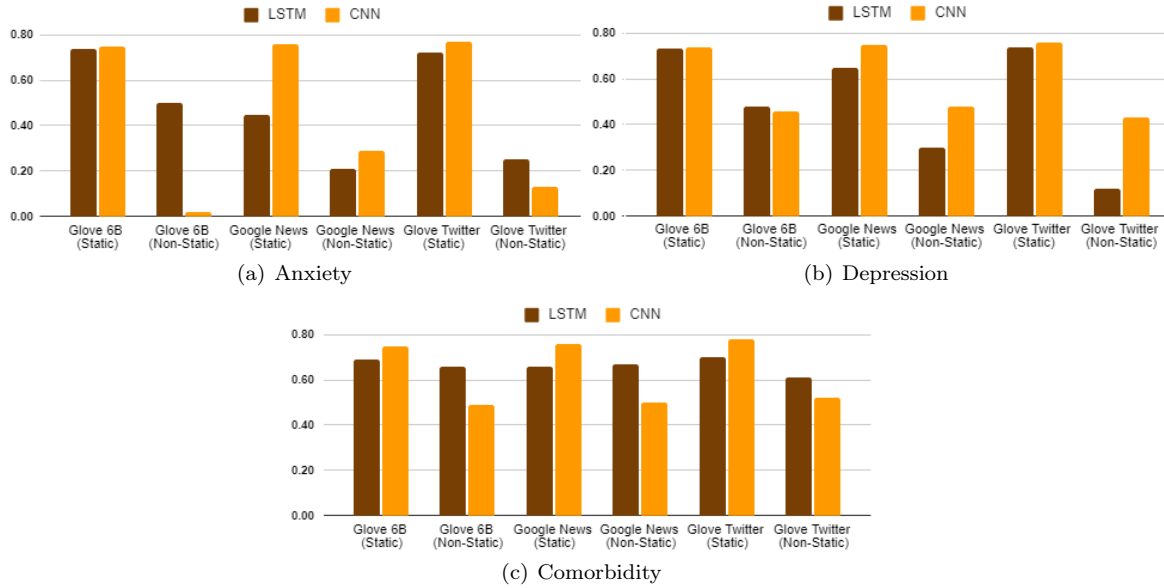 LSTM CNN
0.80
0.60
0.40
0.20
0.00
Glove 6B (Static) Glove 6B (Non-Static) Google News (Static) Google News (Non-Static) Glove Twitter (Static) Glove Twitter (Non-Static)
(a) Anxiety
LSTM CNN
0.80
0.60
0.40
0.20
0.00
Glove 6B (Static) Glove 6B (Non-Static) Google News (Static) Google News (Non-Static) Glove Twitter (Static) Glove Twitter (Non-Static)
(b) Depression
LSTM CNN
0.80
0.60
0.40
0.20
0.00
Glove 6B (Static) Glove 6B (Non-Static) Google News (Static) Google News (Non-Static) Glove Twitter (Static) Glove Twitter (Non-Static)
(c) Comorbidity